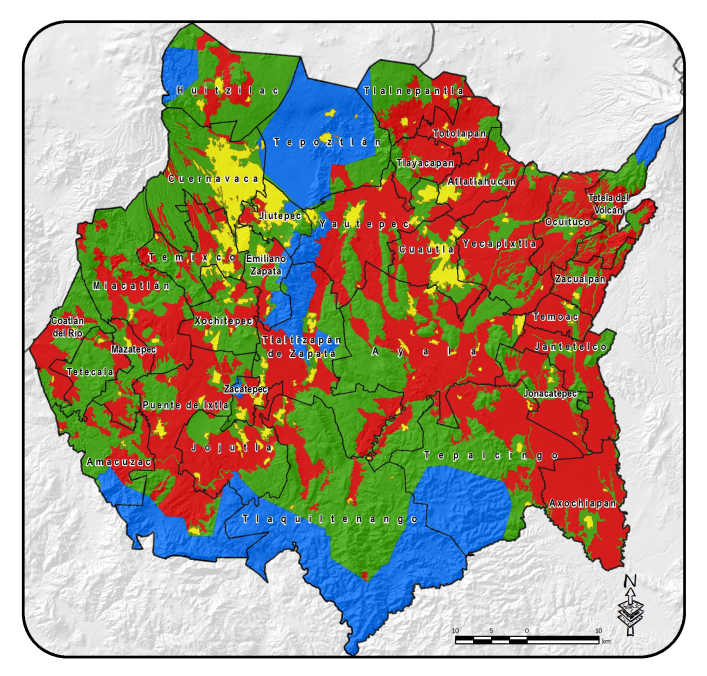 Huitzilac
Tlalnepantla
Tepoztlán
Totolapan
Tlayacapan
Cuernavaca
Atlatlahucan
Tetela del
Volcán
Jiutepec
Yautepec
Ocuituco
Cuautla
Yecapixtla
Temixco
Emiliano
Zapata
Zacualpan
Miacatlán
Coatlán
del Río
Xochitepec
Temoac
Mazatepec
Tlaltizapán
de Zapata
Ayala
Jantetelco
Tetecala
Zacatepec
Jonacatepec
Puente de Ixtla
Jojutla
Tepalcingo
Amacuzac
Axochiapan
Tlaquiltenango
N
10 5 0 10
km